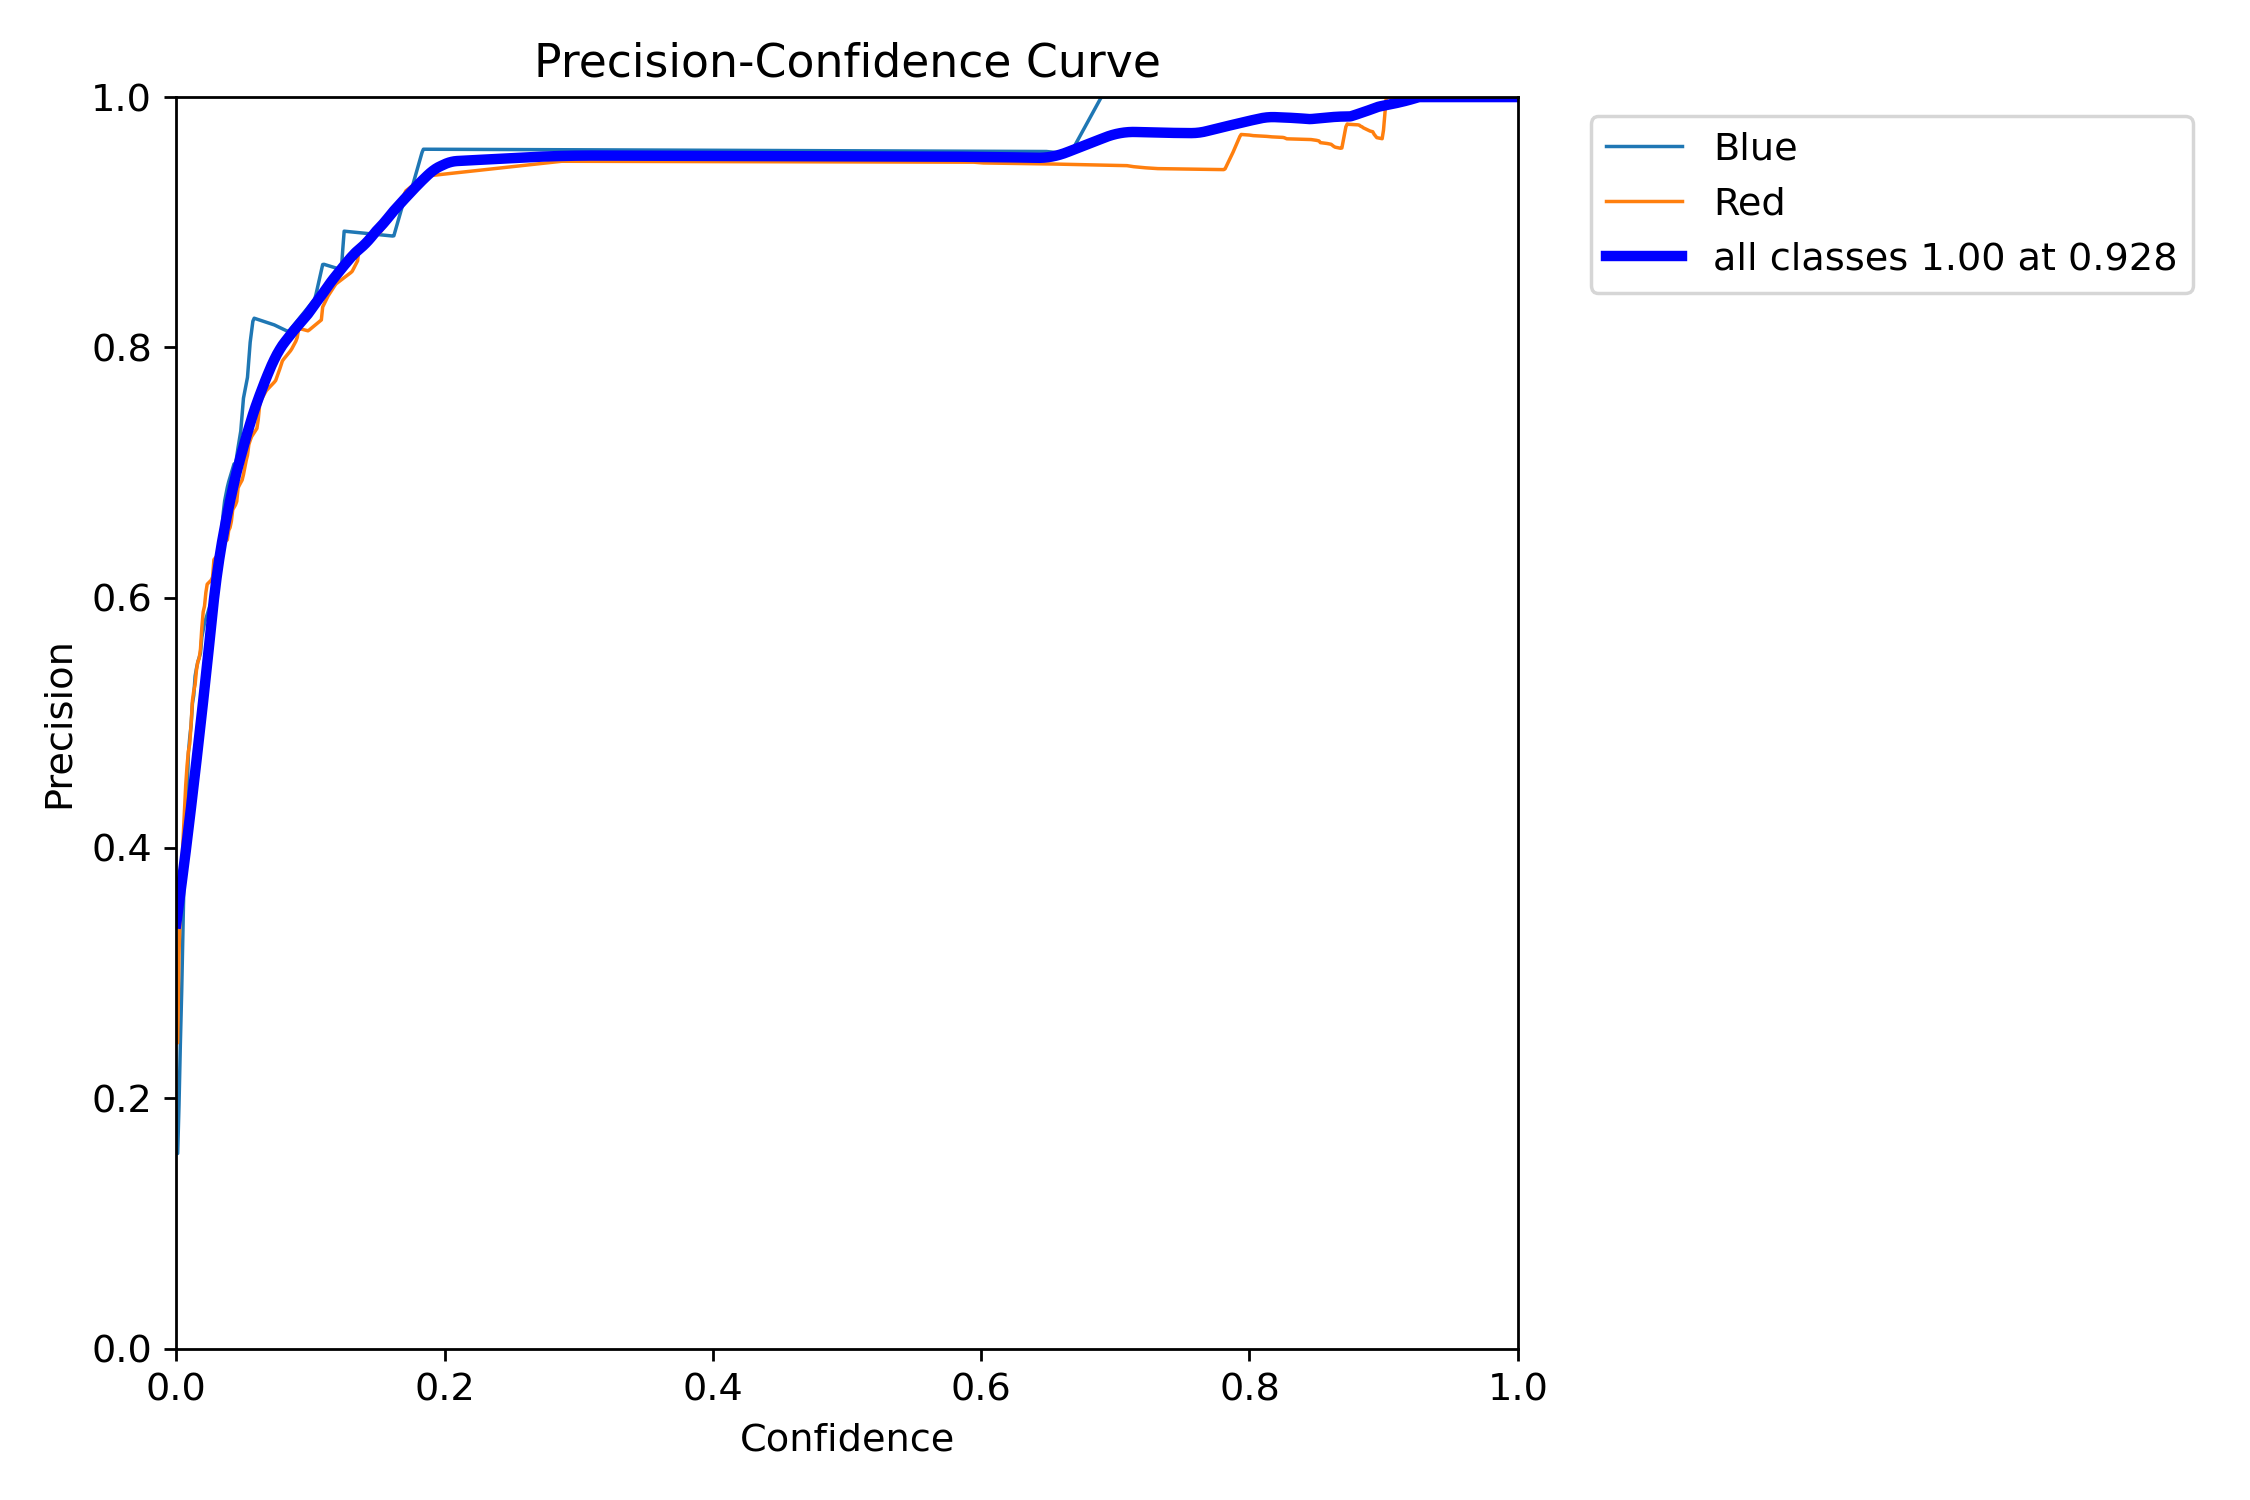 Precision-Confidence Curve
1.0
0.8
0.6
0.4
0.2
0.0
Precision
0.0 0.2 0.4 0.6 0.8 1.0
Confidence
Blue
Red
all classes 1.00 at 0.928